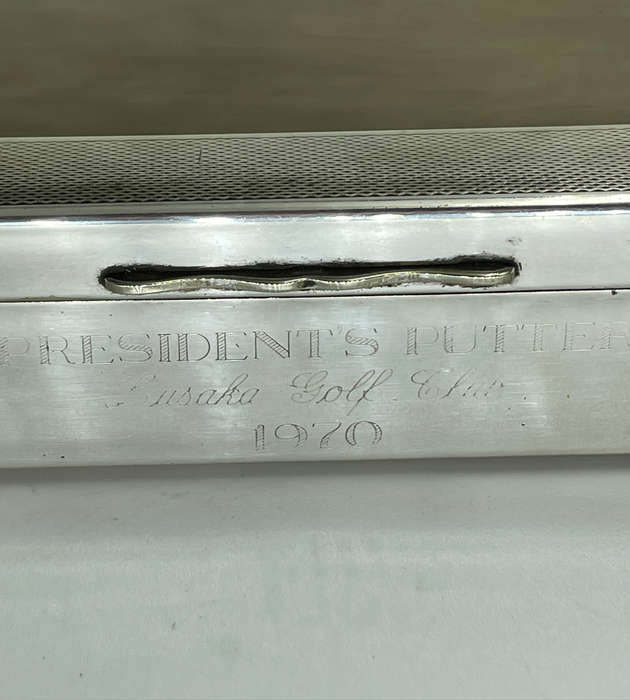 PRESIDENT'S PUTTER
Lusaka Golf Club
1970